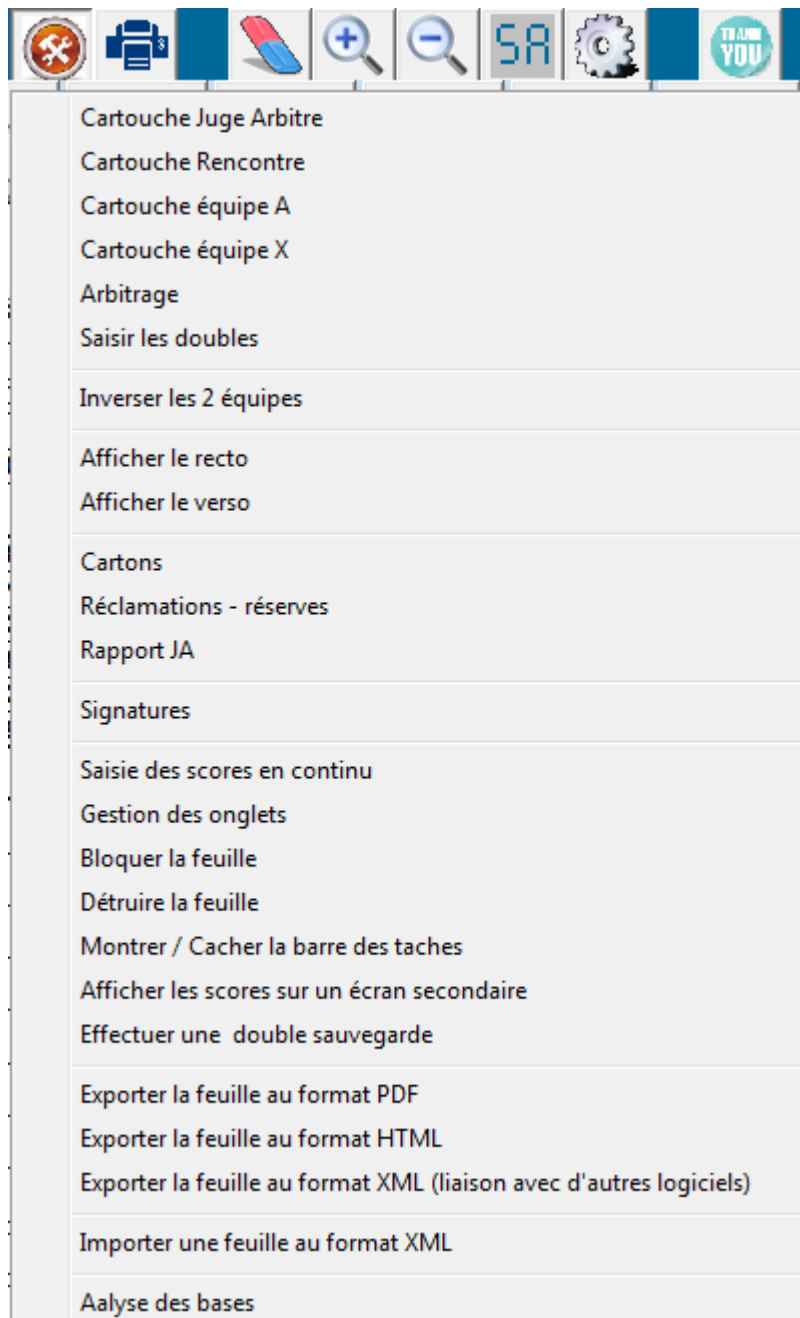 SA
THANK
YOU
Cartouche Juge Arbitre
Cartouche Rencontre
Cartouche équipe A
Cartouche équipe X
Arbitrage
Saisir les doubles
Inverser les 2 équipes
Afficher le recto
Afficher le verso
Cartons
Réclamations - réserves
Rapport JA
Signatures
Saisie des scores en continu
Gestion des onglets
Bloquer la feuille
Détruire la feuille
Montrer / Cacher la barre des taches
Afficher les scores sur un écran secondaire
Effectuer une  double sauvegarde
Exporter la feuille au format PDF
Exporter la feuille au format HTML
Exporter la feuille au format XML (liaison avec d'autres logiciels)
Importer une feuille au format XML
Aalyse des bases